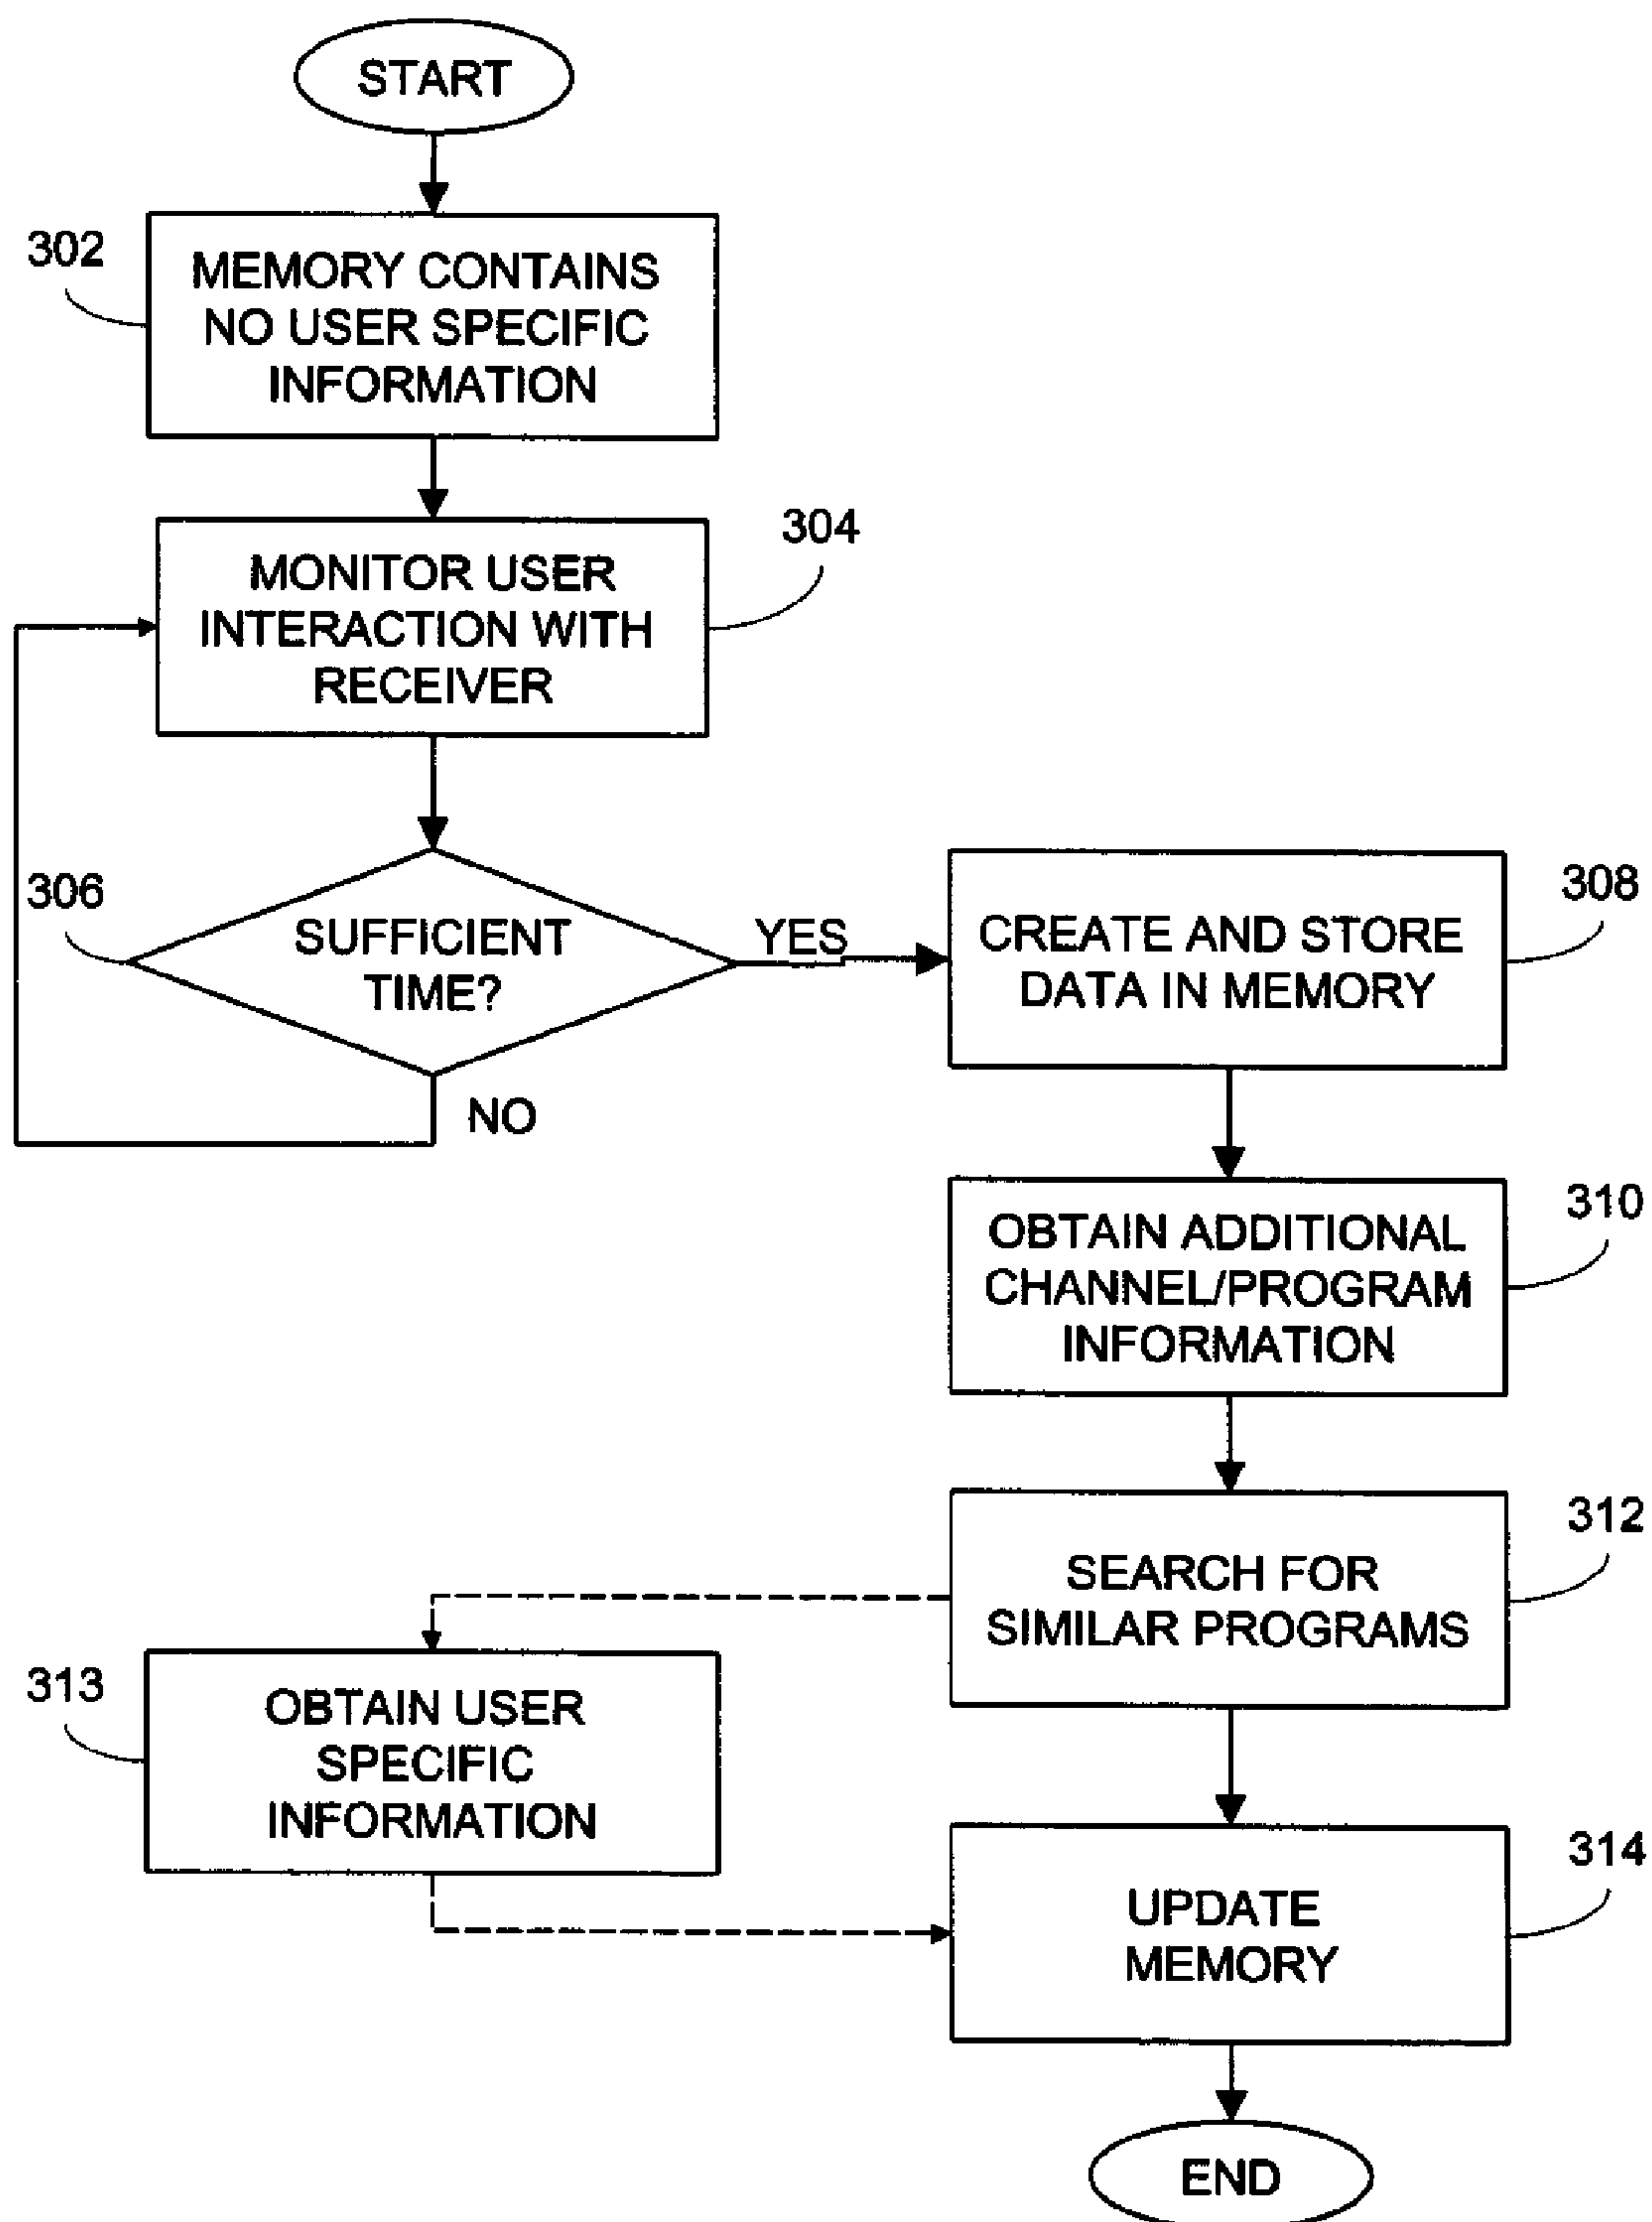 START
302
MEMORY CONTAINS
NO USER SPECIFIC
INFORMATION
304
MONITOR USER
INTERACTION WITH
RECEIVER
306
SUFFICIENT
TIME?
YES
NO
308
CREATE AND STORE
DATA IN MEMORY
310
OBTAIN ADDITIONAL
CHANNEL/PROGRAM
INFORMATION
312
SEARCH FOR
SIMILAR PROGRAMS
313
OBTAIN USER
SPECIFIC
INFORMATION
314
UPDATE
MEMORY
END